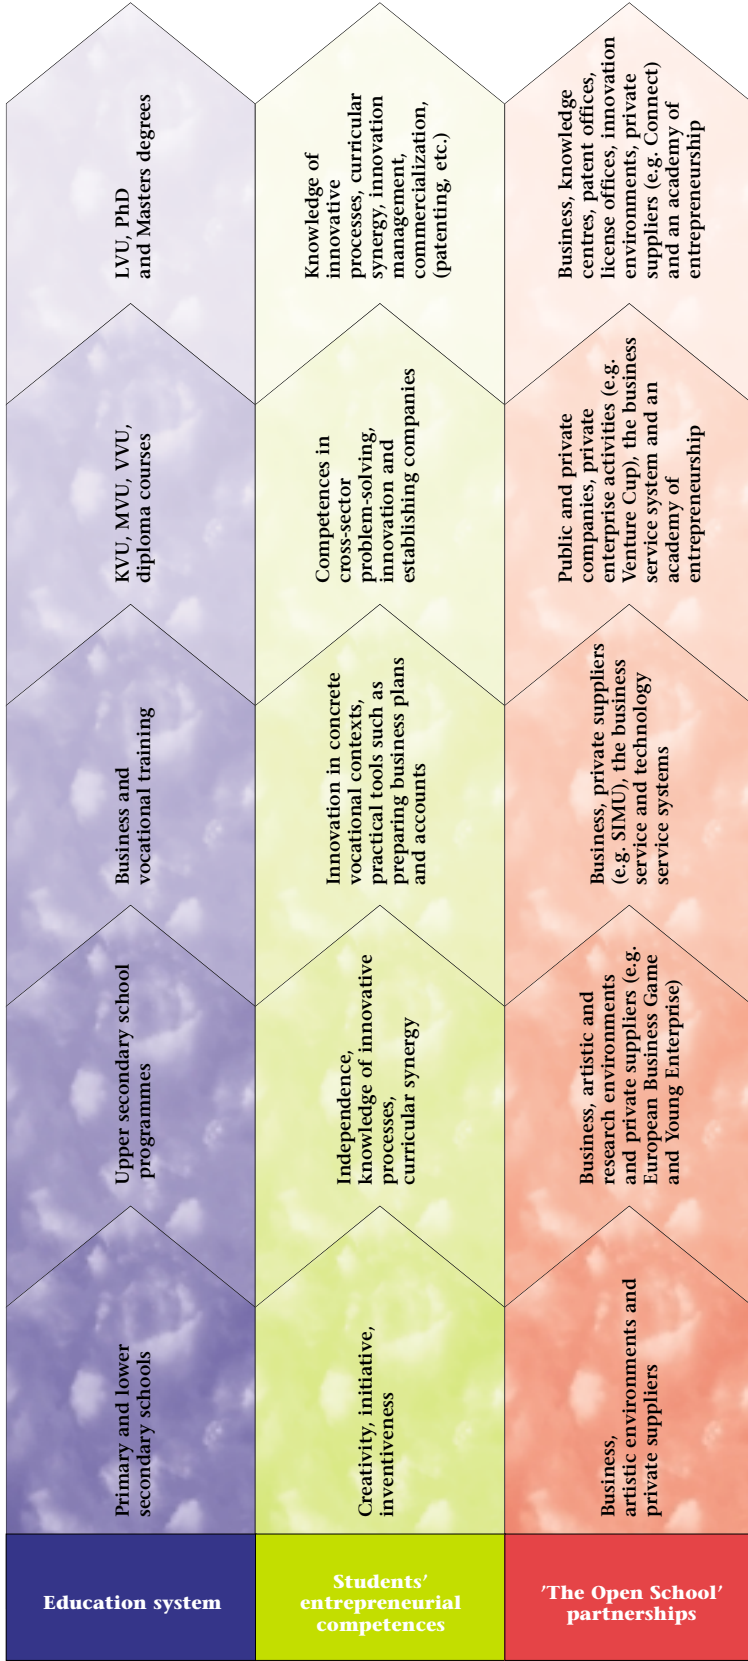 Education system
Primary and lower
secondary schools
Upper secondary school
programmes
Business and
vocational training
KVU, MVU, VVU,
diploma courses
LVU, PhD
and Masters degrees
Students'
entrepreneurial
competences
Creativity, initiative,
inventiveness
Independence,
knowledge of innovative
processes,
curricular synergy
Innovation in concrete
vocational contexts,
practical tools such as
preparing business plans
and accounts
Competences in
cross-sector
problem-solving,
innovation and
establishing companies
Knowledge of
innovative
processes, curricular
synergy, innovation
management,
commercialization,
(patenting, etc.)
'The Open School'
partnerships
Business,
artistic environments and
private suppliers
Business, artistic and
research environments
and private suppliers (e.g.
European Business Game
and Young Enterprise)
Business, private suppliers
(e.g. SIMU), the business
service and technology
service systems
Public and private
companies, private
enterprise activities (e.g.
Venture Cup), the business
service system and an
academy of
entrepreneurship
Business, knowledge
centres, patent offices,
license offices, innovation
environments, private
suppliers (e.g. Connect)
and an academy of
entrepreneurship